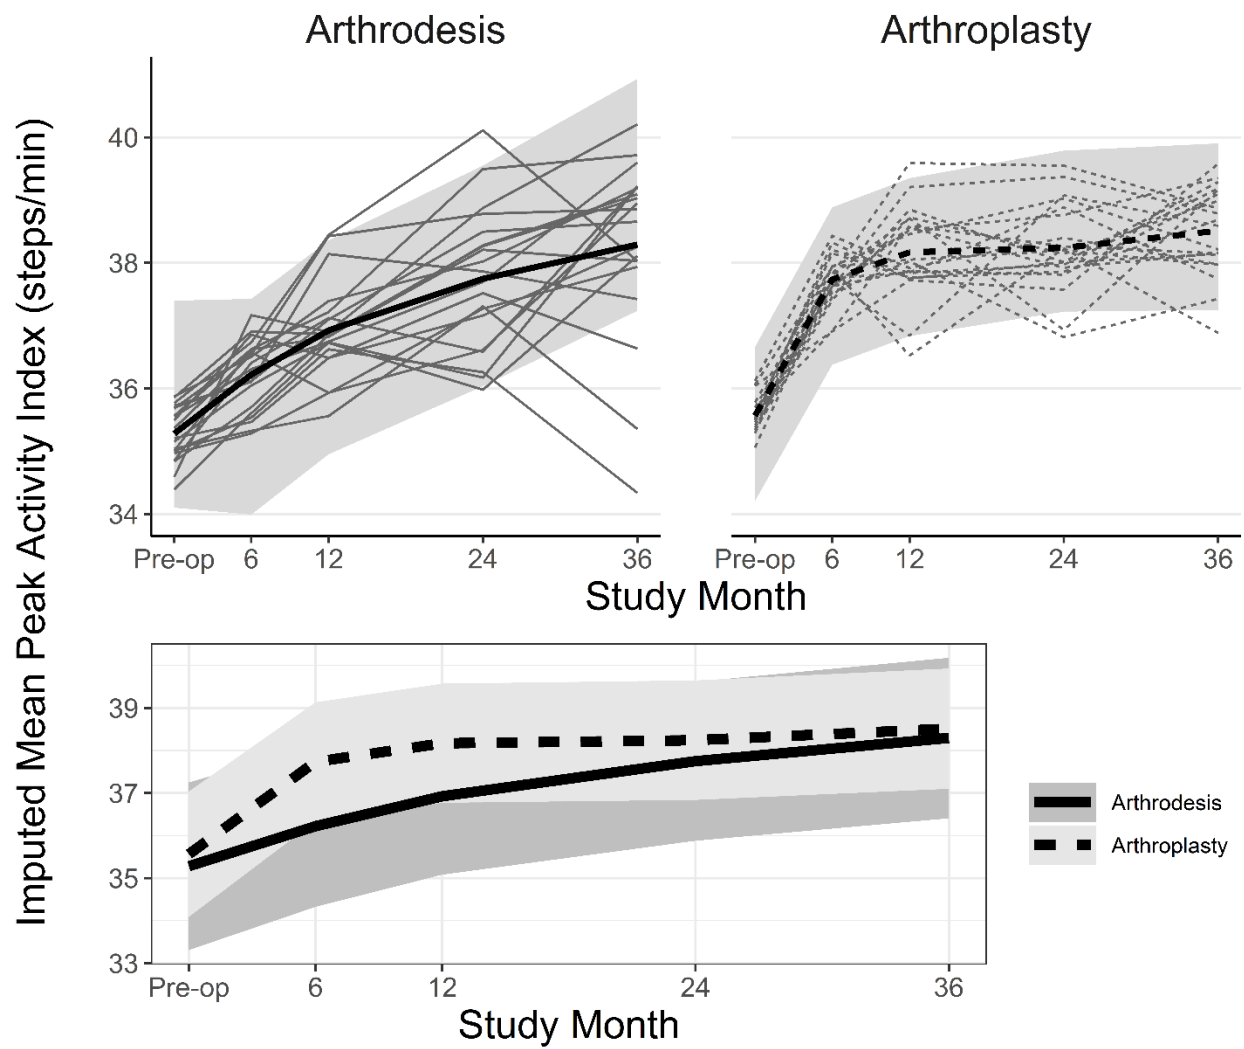 Arthrodesis
Arthroplasty
Imputed Mean Peak Activity Index (steps/min)
40
38
36
34
Pre-op 6 12 24 36
Pre-op 6 12 24 36
Study Month
39
37
35
33
Pre-op 6 12 24 36
Study Month
Arthrodesis
Arthroplasty